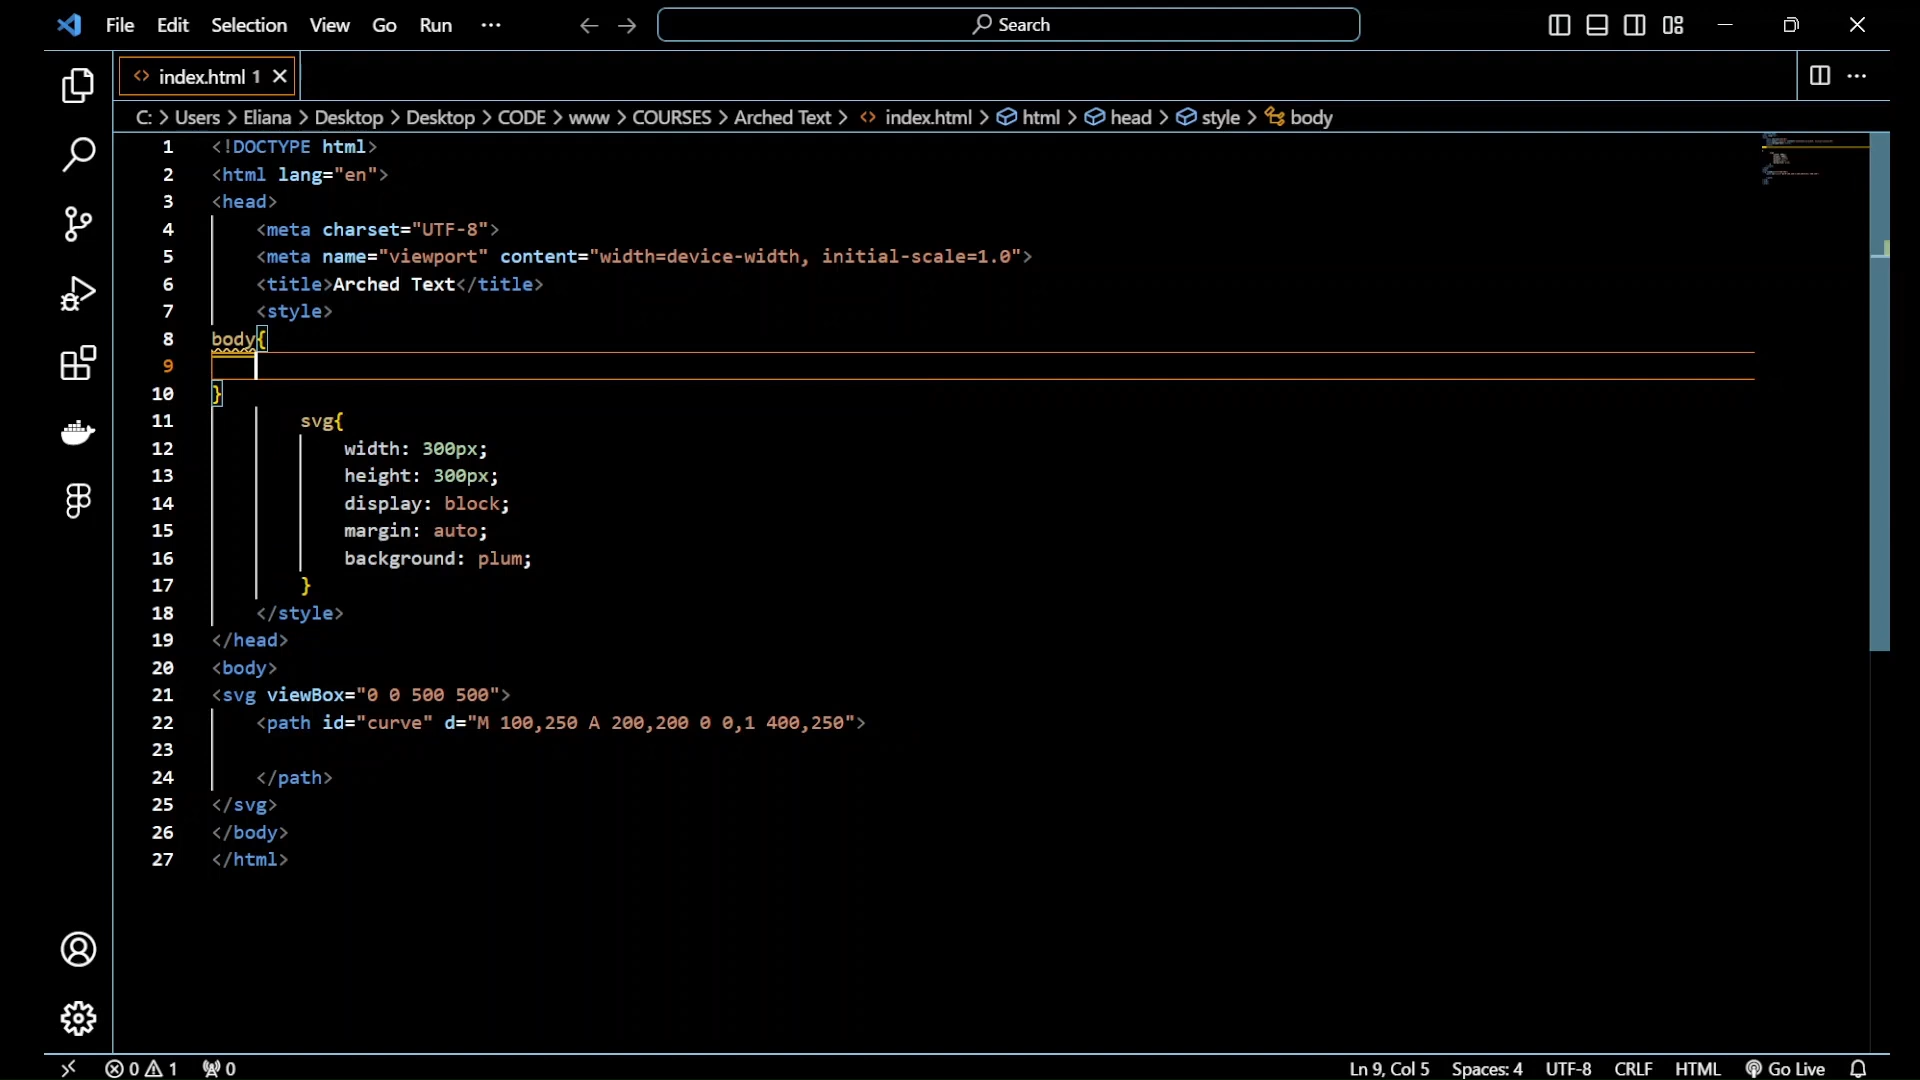 File Edit Selection View Go Run ··· Search
index.html 1
C: > Users > Eliana > Desktop > Desktop > CODE > www > COURSES > Arched Text > index.html > html > head > style > body
1 <!DOCTYPE html>
2 <html lang="en">
3 <head>
4 <meta charset="UTF-8">
5 <meta name="viewport" content="width=device-width, initial-scale=1.0">
6 <title>Arched Text</title>
7 <style>
8 body{
9
10 }
11 svg{
12 width: 300px;
13 height: 300px;
14 display: block;
15 margin: auto;
16 background: plum;
17 }
18 </style>
19 </head>
20 <body>
21 <svg viewBox="0 0 500 500">
22 <path id="curve" d="M 100,250 A 200,200 0 0,1 400,250">
23
24 </path>
25 </svg>
26 </body>
27 </html>
0 1 0 Ln 9, Col 5 Spaces: 4 UTF-8 CRLF HTML Go Live